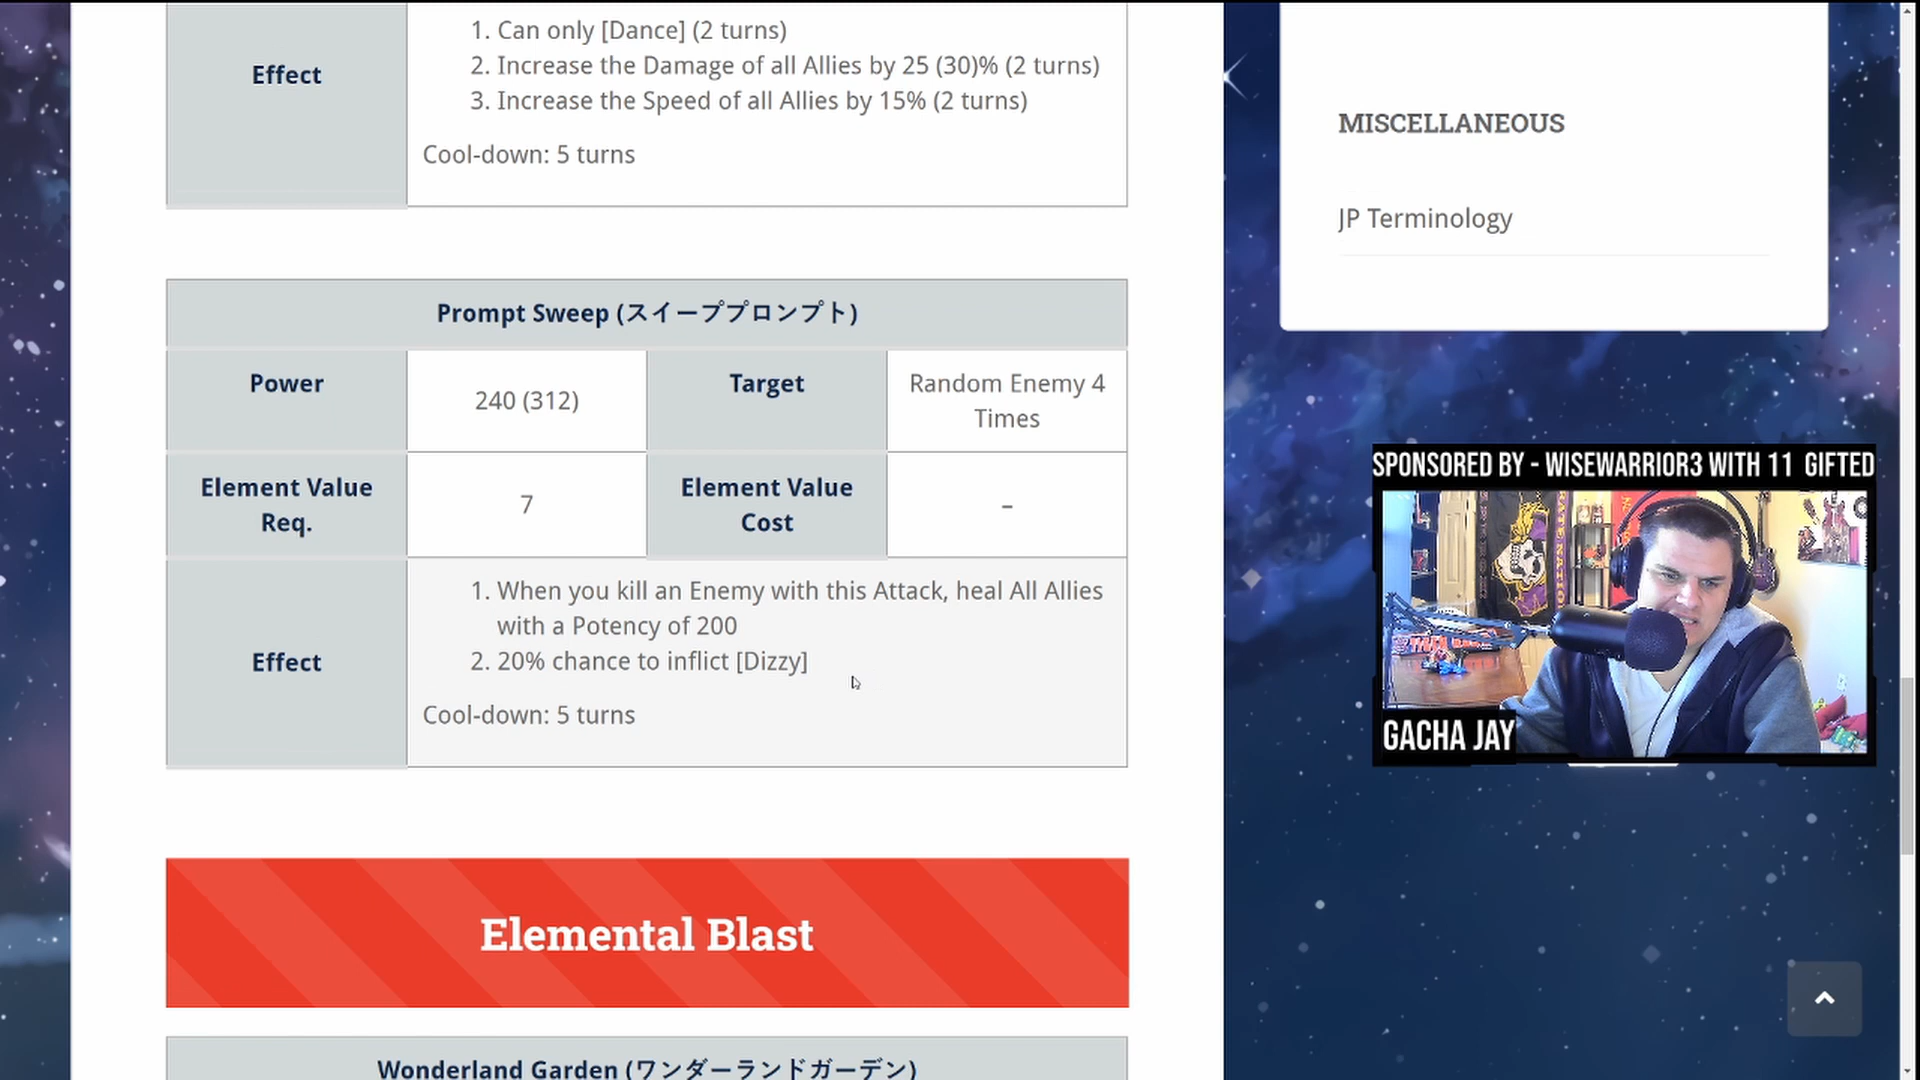 1. Can only [Dance] (2 turns)
Effect
2. Increase the Damage of all Allies by 25 (30)% (2 turns)
3. Increase the Speed of all Allies by 15% (2 turns)
Cool-down: 5 turns
Prompt Sweep (スイーププロンプト)
Power
240 (312)
Target
Random Enemy 4
Times
Element Value
Req.
7
Element Value
Cost
–
Effect
1. When you kill an Enemy with this Attack, heal All Allies
with a Potency of 200
2. 20% chance to inflict [Dizzy]
Cool-down: 5 turns
Elemental Blast
Wonderland Garden (ワンダーランドガーデン)
MISCELLANEOUS
JP Terminology
SPONSORED BY - WISEWARRIOR3 WITH 11 GIFTED
GACHA JAY